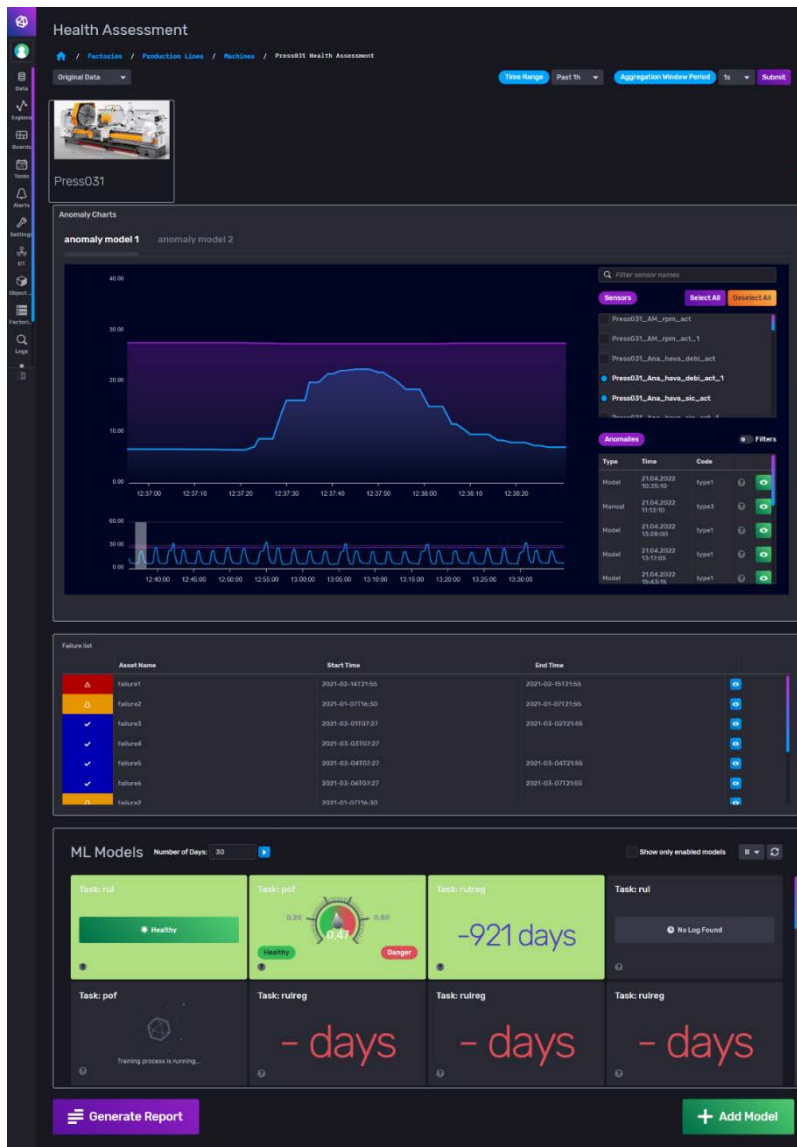 Health Assessment
/ Factories / Production Lines / Machines / Press031 Health Assessment
Original Data
Time Range Past 1h Aggregation Window Period 1s Submit
Data
Explore
Boards
Tasks
Alerts
Settings
Object ...
Factori...
Logs
Press031
Anomaly Charts
anomaly model 1 anomaly model 2
40.00
30.00
20.00
10.00
0.00
12:37:00 12:37:10 12:37:20 12:37:30 12:37:40 12:37:50 12:38:00 12:38:10 12:38:20
60.00
30.00
0.00
12:40:00 12:45:00 12:50:00 12:55:00 13:00:00 13:05:00 13:10:00 13:15:00 13:20:00 13:25:00 13:30:00
Filter sensor names
Sensors Select All Deselect All
Press031_AM_rpm_act
Press031_AM_rpm_act_1
Press031_Ana_hava_debi_act
Press031_Ana_hava_debi_act_1
Press031_Ana_hava_sic_act
Anomalies Filters
Type Time Code
Model 21.04.2022 10:35:10 type1
Manual 21.04.2022 11:13:10 type3
Model 21.04.2022 13:29:00 type1
Model 21.04.2022 13:17:05 type1
Model 21.04.2022 15:43:15 type1
Failure list
Asset Name Start Time End Time
failure1 2021-02-14T21:55 2021-02-15T21:55
failure2 2021-01-07T16:30 2021-01-07T21:55
failure3 2021-03-01T07:27 2021-03-02T21:55
failure4 2021-03-03T07:27
failure5 2021-03-04T07:27 2021-03-04T21:55
failure6 2021-03-06T07:27 2021-03-07T21:55
failure2 2021-01-07T16:30
ML Models Number of Days: 30 Show only enabled models
Task: rul
Healthy
Task: pof
0.20 0.80
0.47
Healthy Danger
Task: rulreg
-921 days
Task: rul
No Log Found
Task: pof
Training process is running...
Task: rulreg
- days
Task: rulreg
- days
Task: rulreg
- days
Generate Report + Add Model